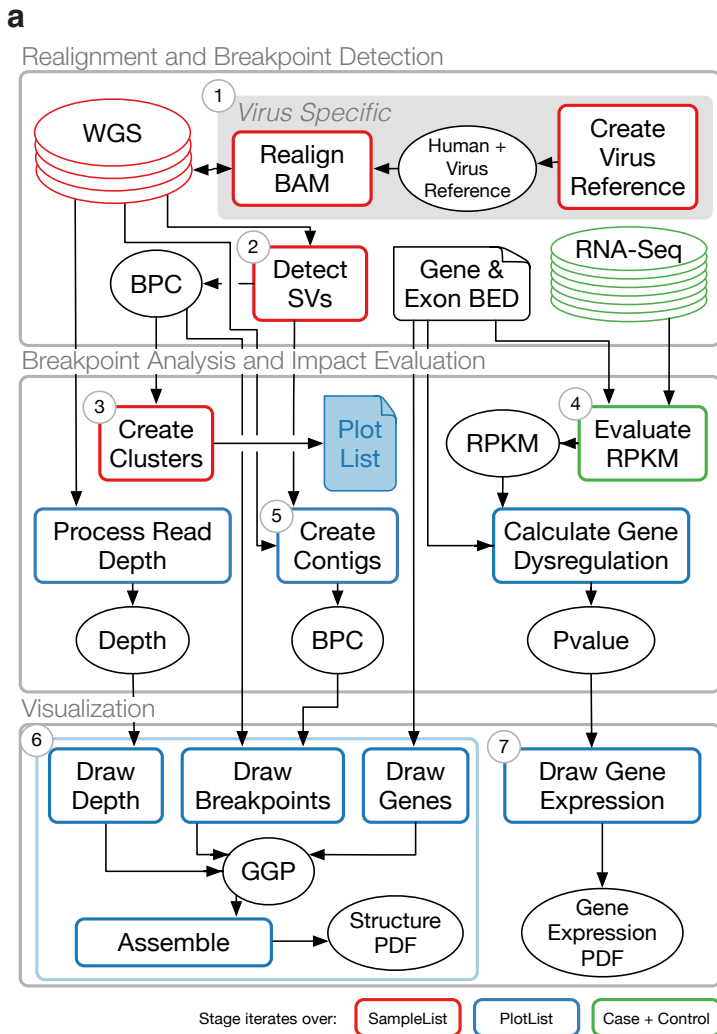 a
Realignment and Breakpoint Detection
1
Virus Specific
WGS
Realign
BAM
Human +
Virus
Reference
Create
Virus
Reference
2
Detect
SVs
BPC
Gene &
Exon BED
RNA-Seq
Breakpoint Analysis and Impact Evaluation
3
Create
Clusters
Plot
List
RPKM
4
Evaluate
RPKM
Process Read
Depth
5
Create
Contigs
Calculate Gene
Dysregulation
Depth
BPC
Pvalue
Visualization
6
Draw
Depth
Draw
Breakpoints
Draw
Genes
7
Draw Gene
Expression
GGP
Assemble
Structure
PDF
Gene
Expression
PDF
Stage iterates over:
SampleList
PlotList
Case + Control